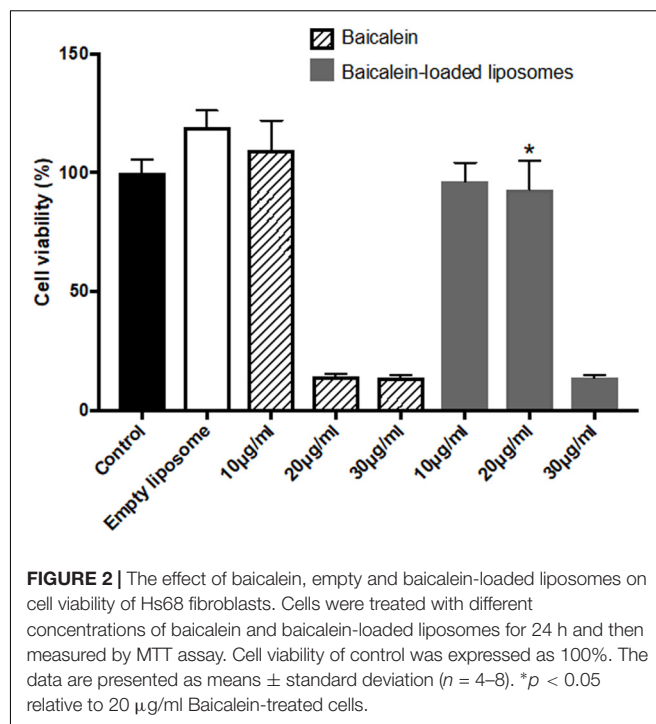 Baicalein
Baicalein-loaded liposomes
150
100
50
0
Cell viability (%)
*
Control
Empty liposome
10µg/ml
20µg/ml
30µg/ml
10µg/ml
20µg/ml
30µg/ml
FIGURE 2 | The effect of baicalein, empty and baicalein-loaded liposomes on
cell viability of Hs68 fibroblasts. Cells were treated with different
concentrations of baicalein and baicalein-loaded liposomes for 24 h and then
measured by MTT assay. Cell viability of control was expressed as 100%. The
data are presented as means ± standard deviation (n = 4–8). *p < 0.05
relative to 20 µg/ml Baicalein-treated cells.